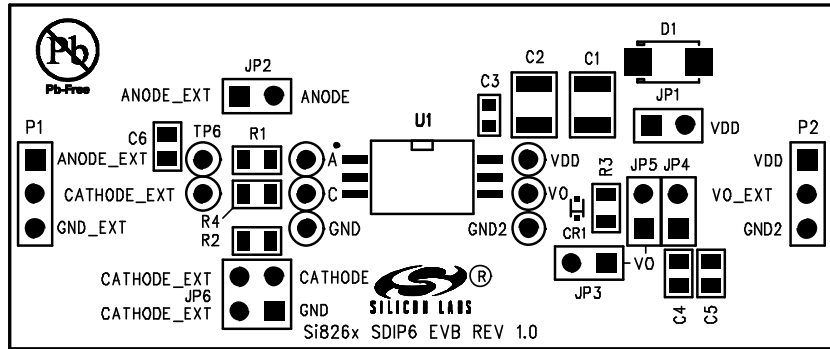 Pb
Pb-Free
JP2
ANODE_EXT
ANODE
C3
C2
C1
D1
JP1
VDD
P1
C6
TP6
R1
U1
P2
ANODE_EXT
A
VDD
R3
JP5
JP4
VDD
CATHODE_EXT
C
VO
VO_EXT
R4
GND_EXT
R2
GND
GND2
CR1
GND2
CATHODE_EXT
CATHODE
JP3
VO
JP6
CATHODE_EXT
GND
SILICON LABS
®
C4
C5
Si826x SDIP6 EVB REV 1.0